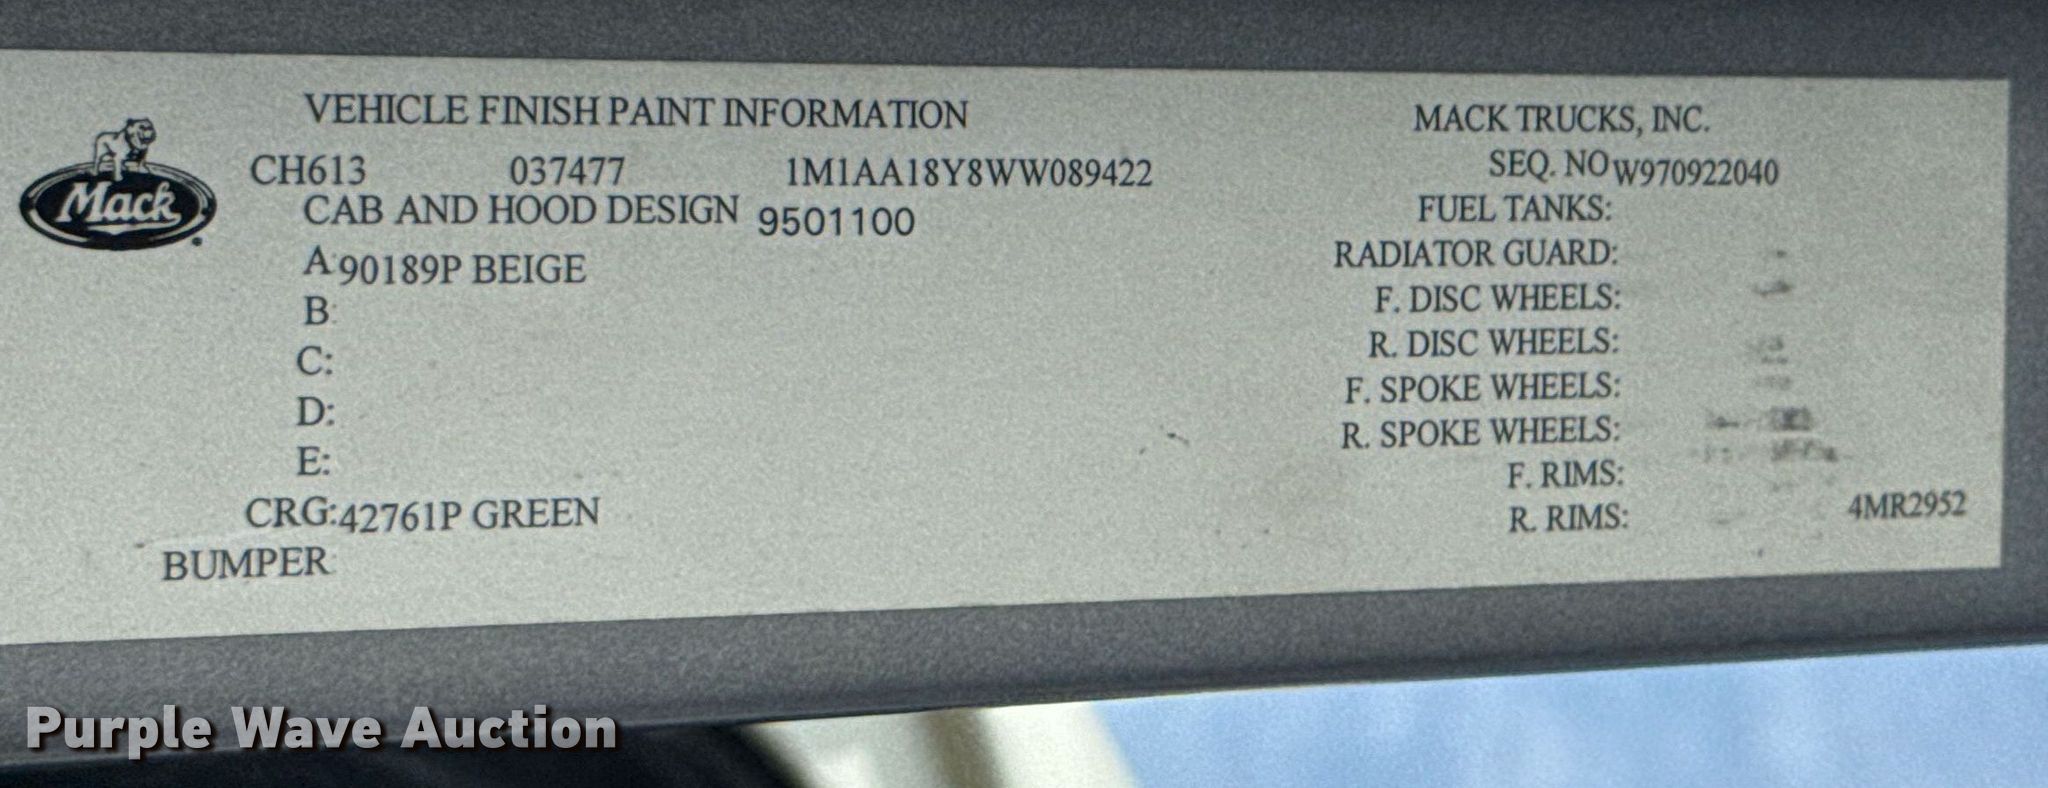 VEHICLE FINISH PAINT INFORMATION
Mack
CH613 037477 1M1AA18Y8WW089422
CAB AND HOOD DESIGN 9501100
A 90189P BEIGE
B:
C:
D:
E:
CRG: 42761P GREEN
BUMPER
MACK TRUCKS, INC.
SEQ. NO W970922040
FUEL TANKS:
RADIATOR GUARD:
F. DISC WHEELS:
R. DISC WHEELS:
F. SPOKE WHEELS:
R. SPOKE WHEELS:
F. RIMS:
R. RIMS:
4MR2952
Purple Wave Auction